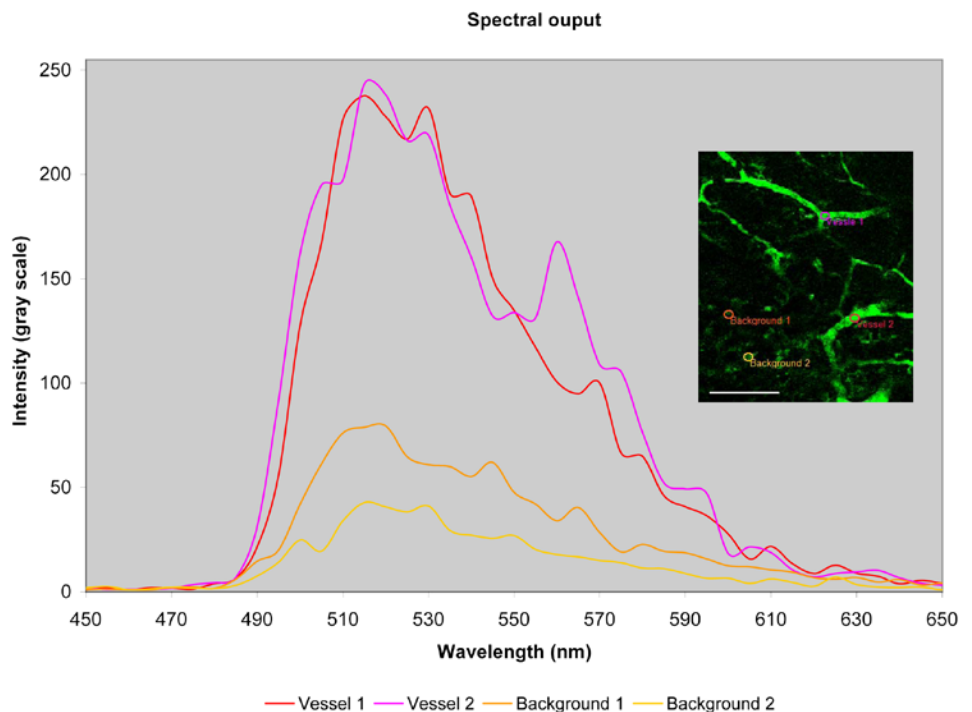 Spectral ouput
250
200
150
100
50
0
Intensity (gray scale)
Vessle 1
Background 1
Vessel 2
Background 2
450 470 490 510 530 550 570 590 610 630 650
Wavelength (nm)
Vessel 1 Vessel 2 Background 1 Background 2